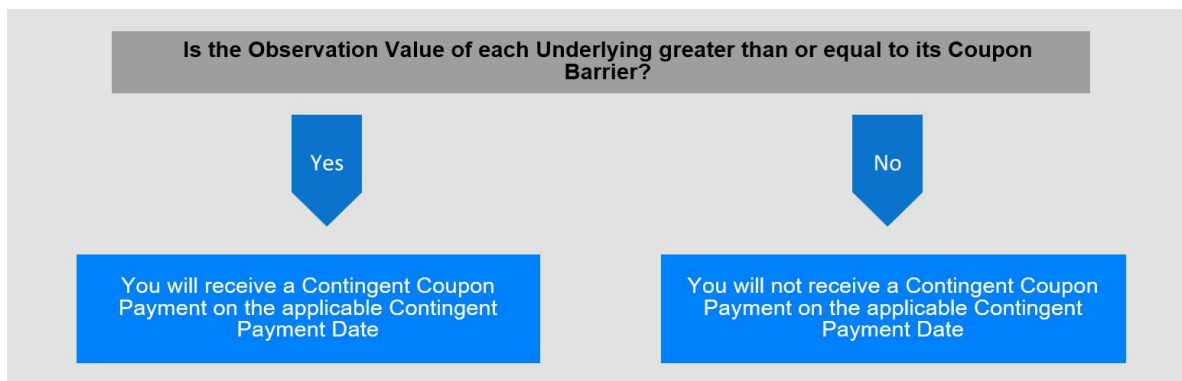 Is the Observation Value of each Underlying greater than or equal to its Coupon
Barrier?
Yes
No
You will receive a Contingent Coupon
Payment on the applicable Contingent
Payment Date
You will not receive a Contingent Coupon
Payment on the applicable Contingent
Payment Date